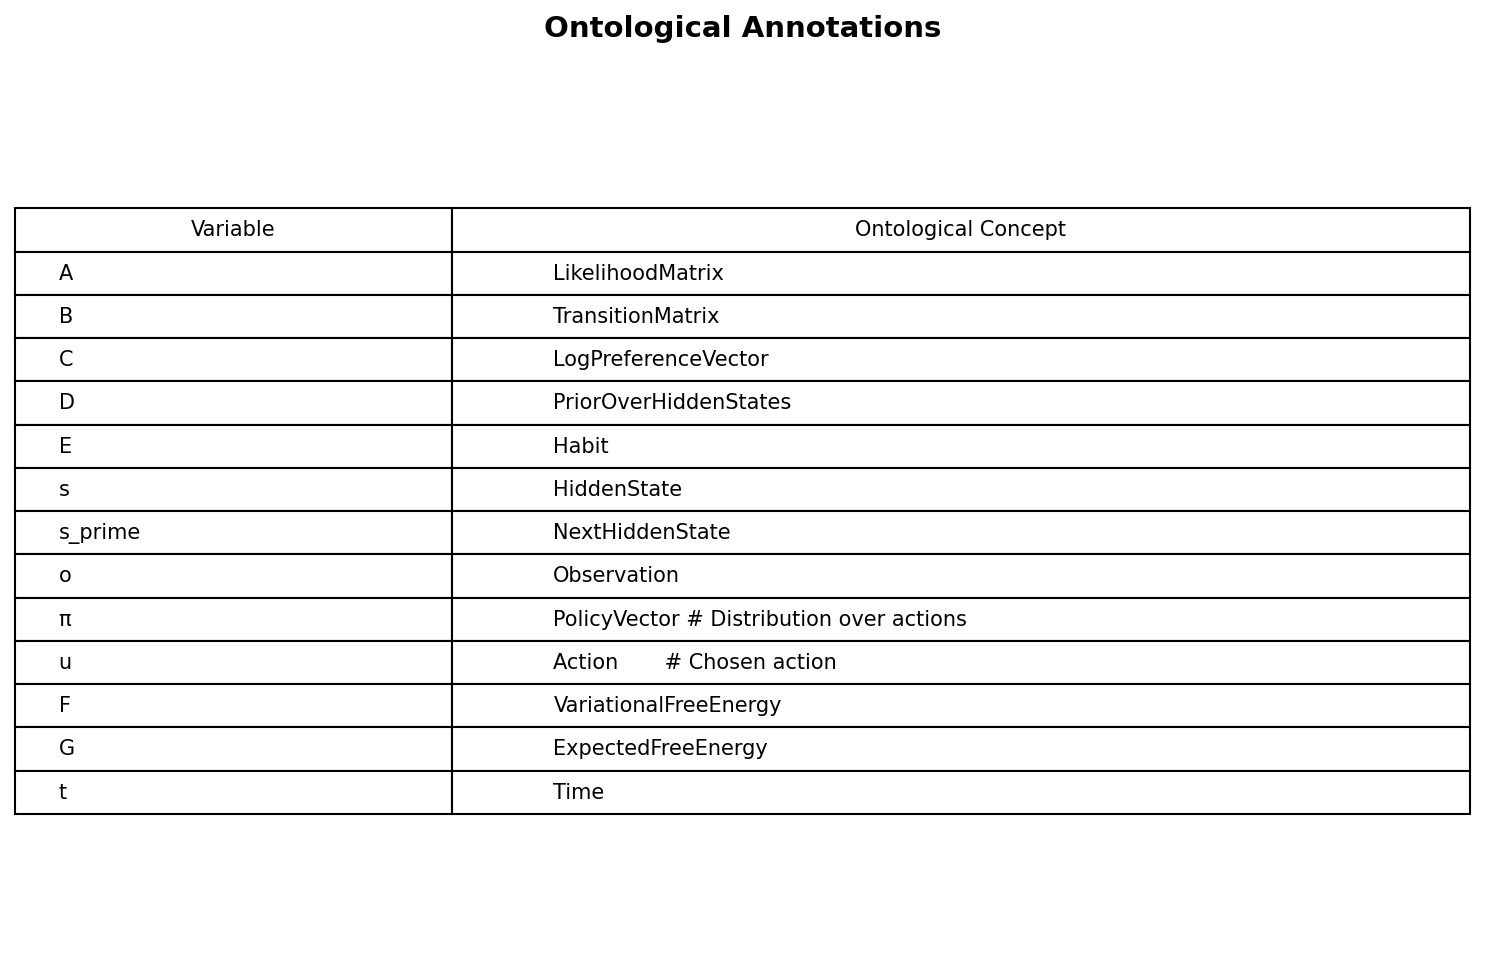 Ontological Annotations
Variable Ontological Concept
A LikelihoodMatrix
B TransitionMatrix
C LogPreferenceVector
D PriorOverHiddenStates
E Habit
s HiddenState
s_prime NextHiddenState
o Observation
π PolicyVector # Distribution over actions
u Action       # Chosen action
F VariationalFreeEnergy
G ExpectedFreeEnergy
t Time